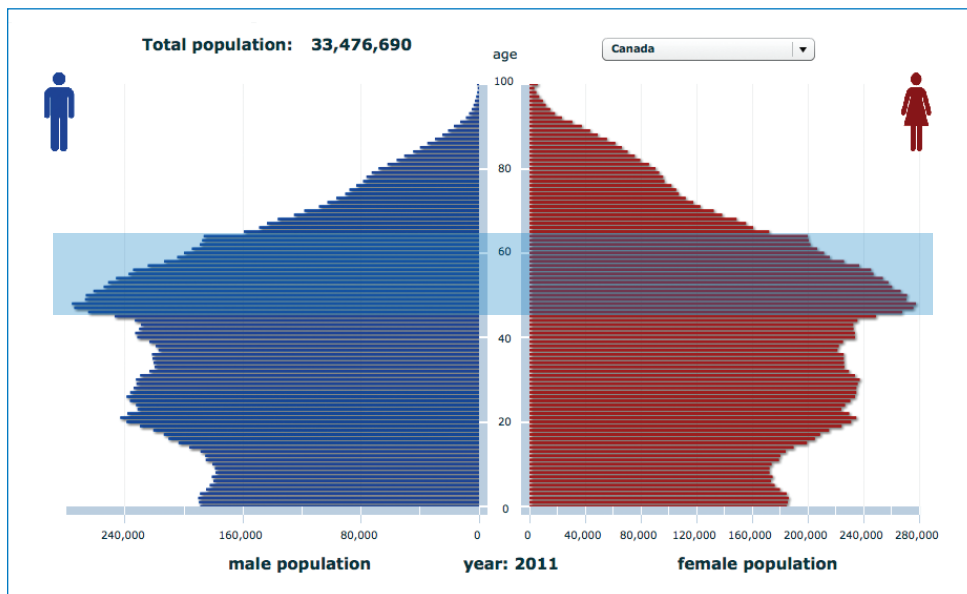 Total population: 33,476,690
age
Canada
100
80
60
40
20
0
240,000 160,000 80,000 0 0 40,000 80,000 120,000 160,000 200,000 240,000 280,000
male population year: 2011 female population